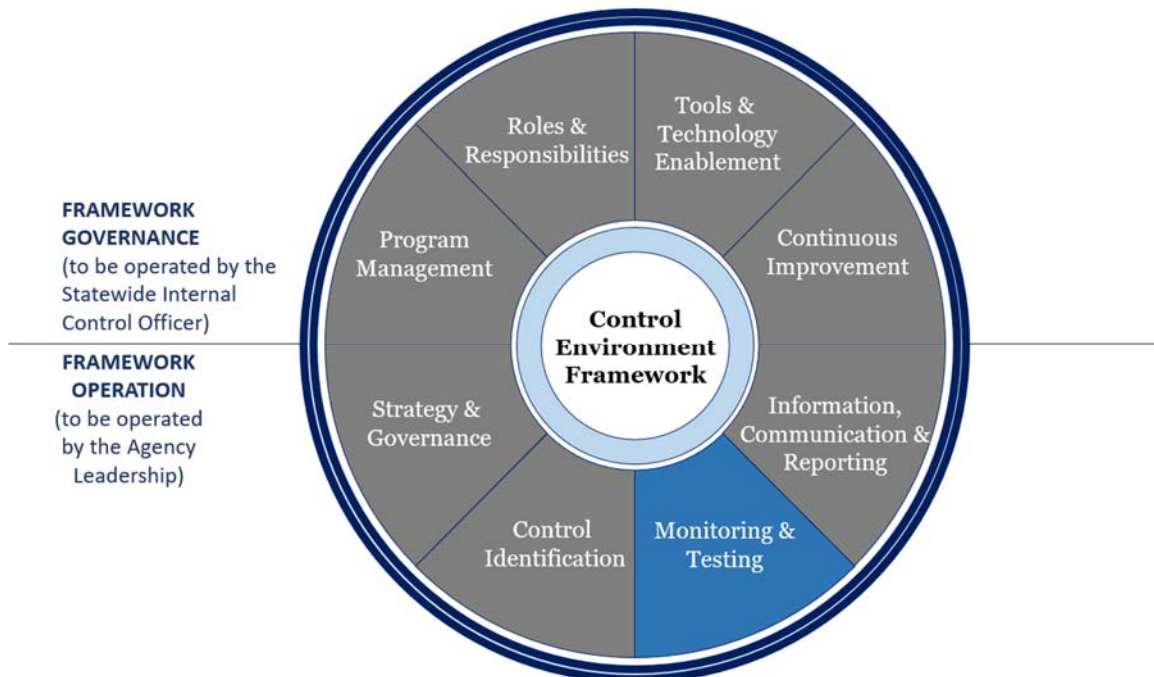 Tools &
Technology
Enablement
Roles &
Responsibilities
FRAMEWORK
GOVERNANCE
(to be operated by the
Statewide Internal
Control Officer)
Program
Management
Continuous
Improvement
Control
Environment
Framework
FRAMEWORK
OPERATION
(to be operated
by the Agency
Leadership)
Strategy &
Governance
Information,
Communication &
Reporting
Control
Identification
Monitoring &
Testing